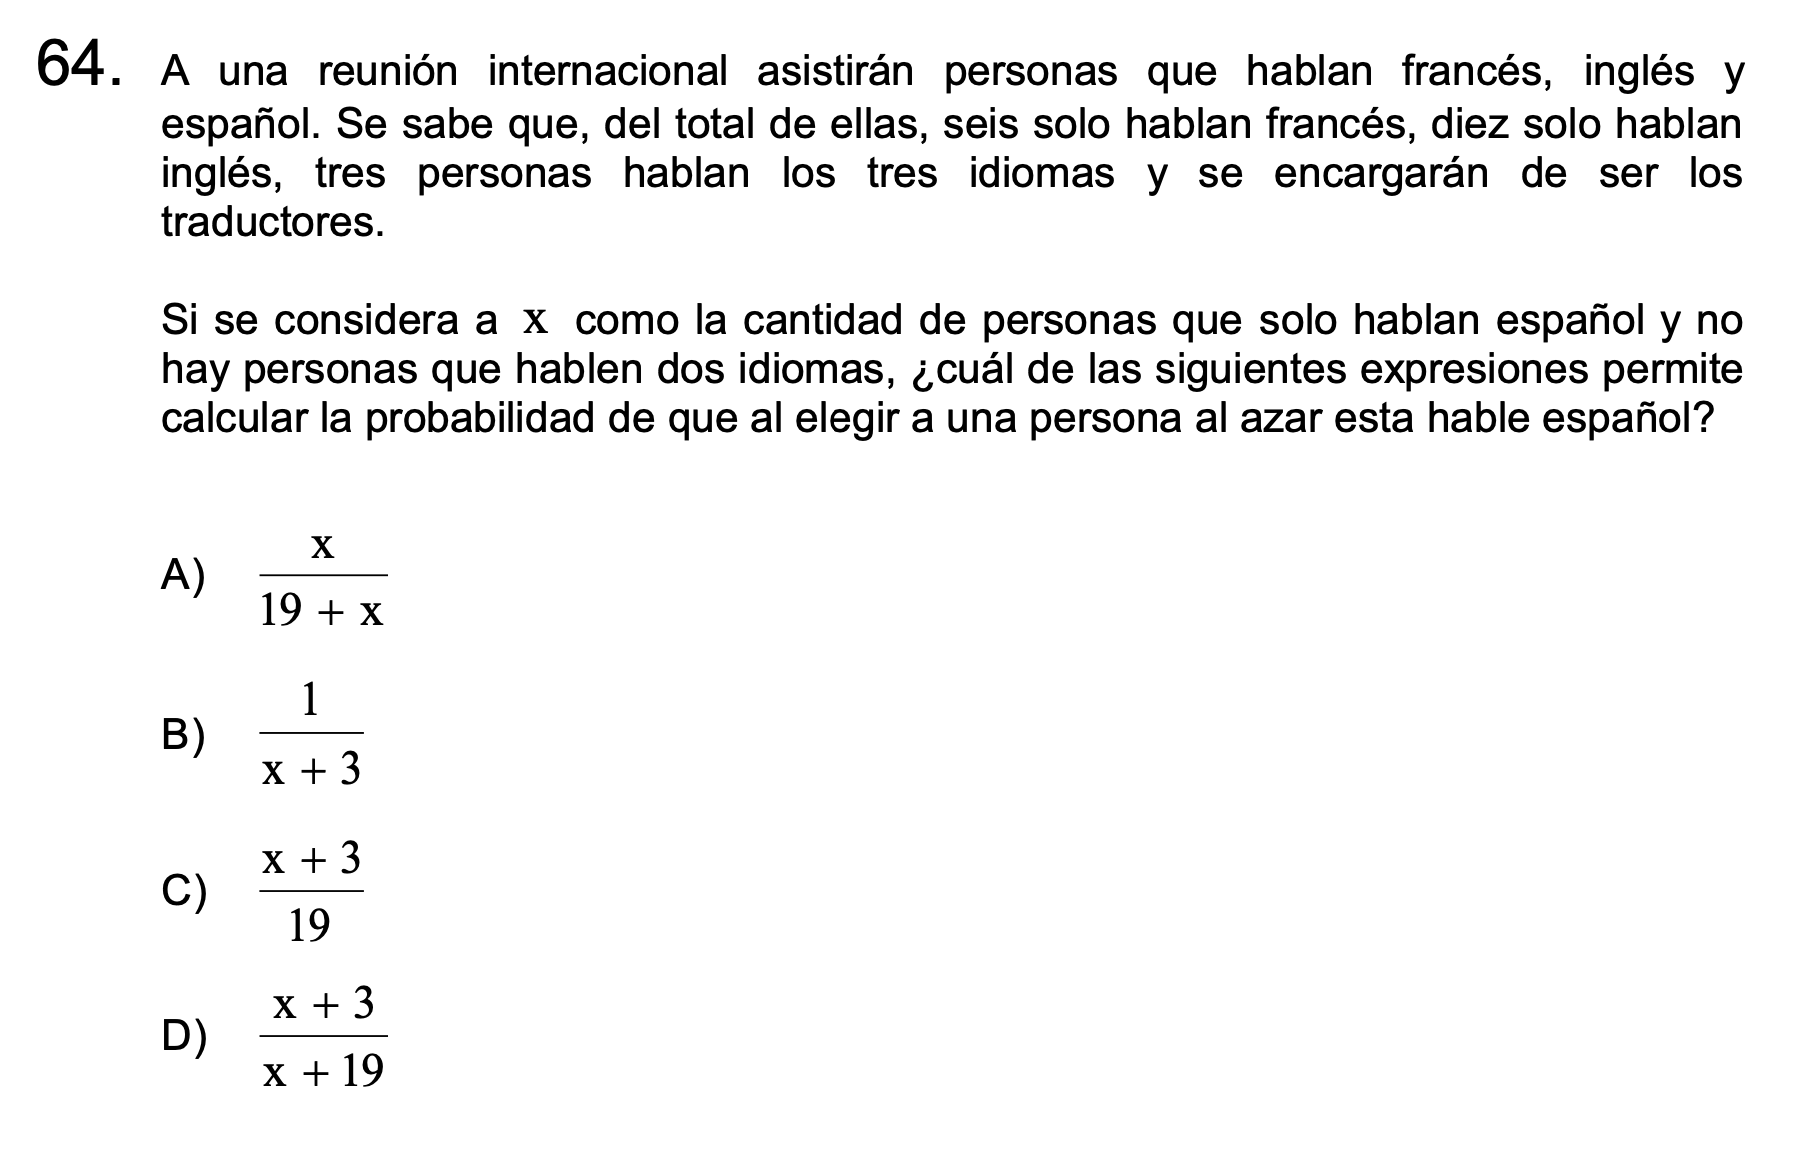 64. A una reunión internacional asistirán personas que hablan francés, inglés y
español. Se sabe que, del total de ellas, seis solo hablan francés, diez solo hablan
inglés, tres personas hablan los tres idiomas y se encargarán de ser los
traductores.
Si se considera a x como la cantidad de personas que solo hablan español y no
hay personas que hablen dos idiomas, ¿cuál de las siguientes expresiones permite
calcular la probabilidad de que al elegir a una persona al azar esta hable español?
A)
x
19 + x
B)
1
x + 3
C)
x + 3
19
D)
x + 3
x + 19